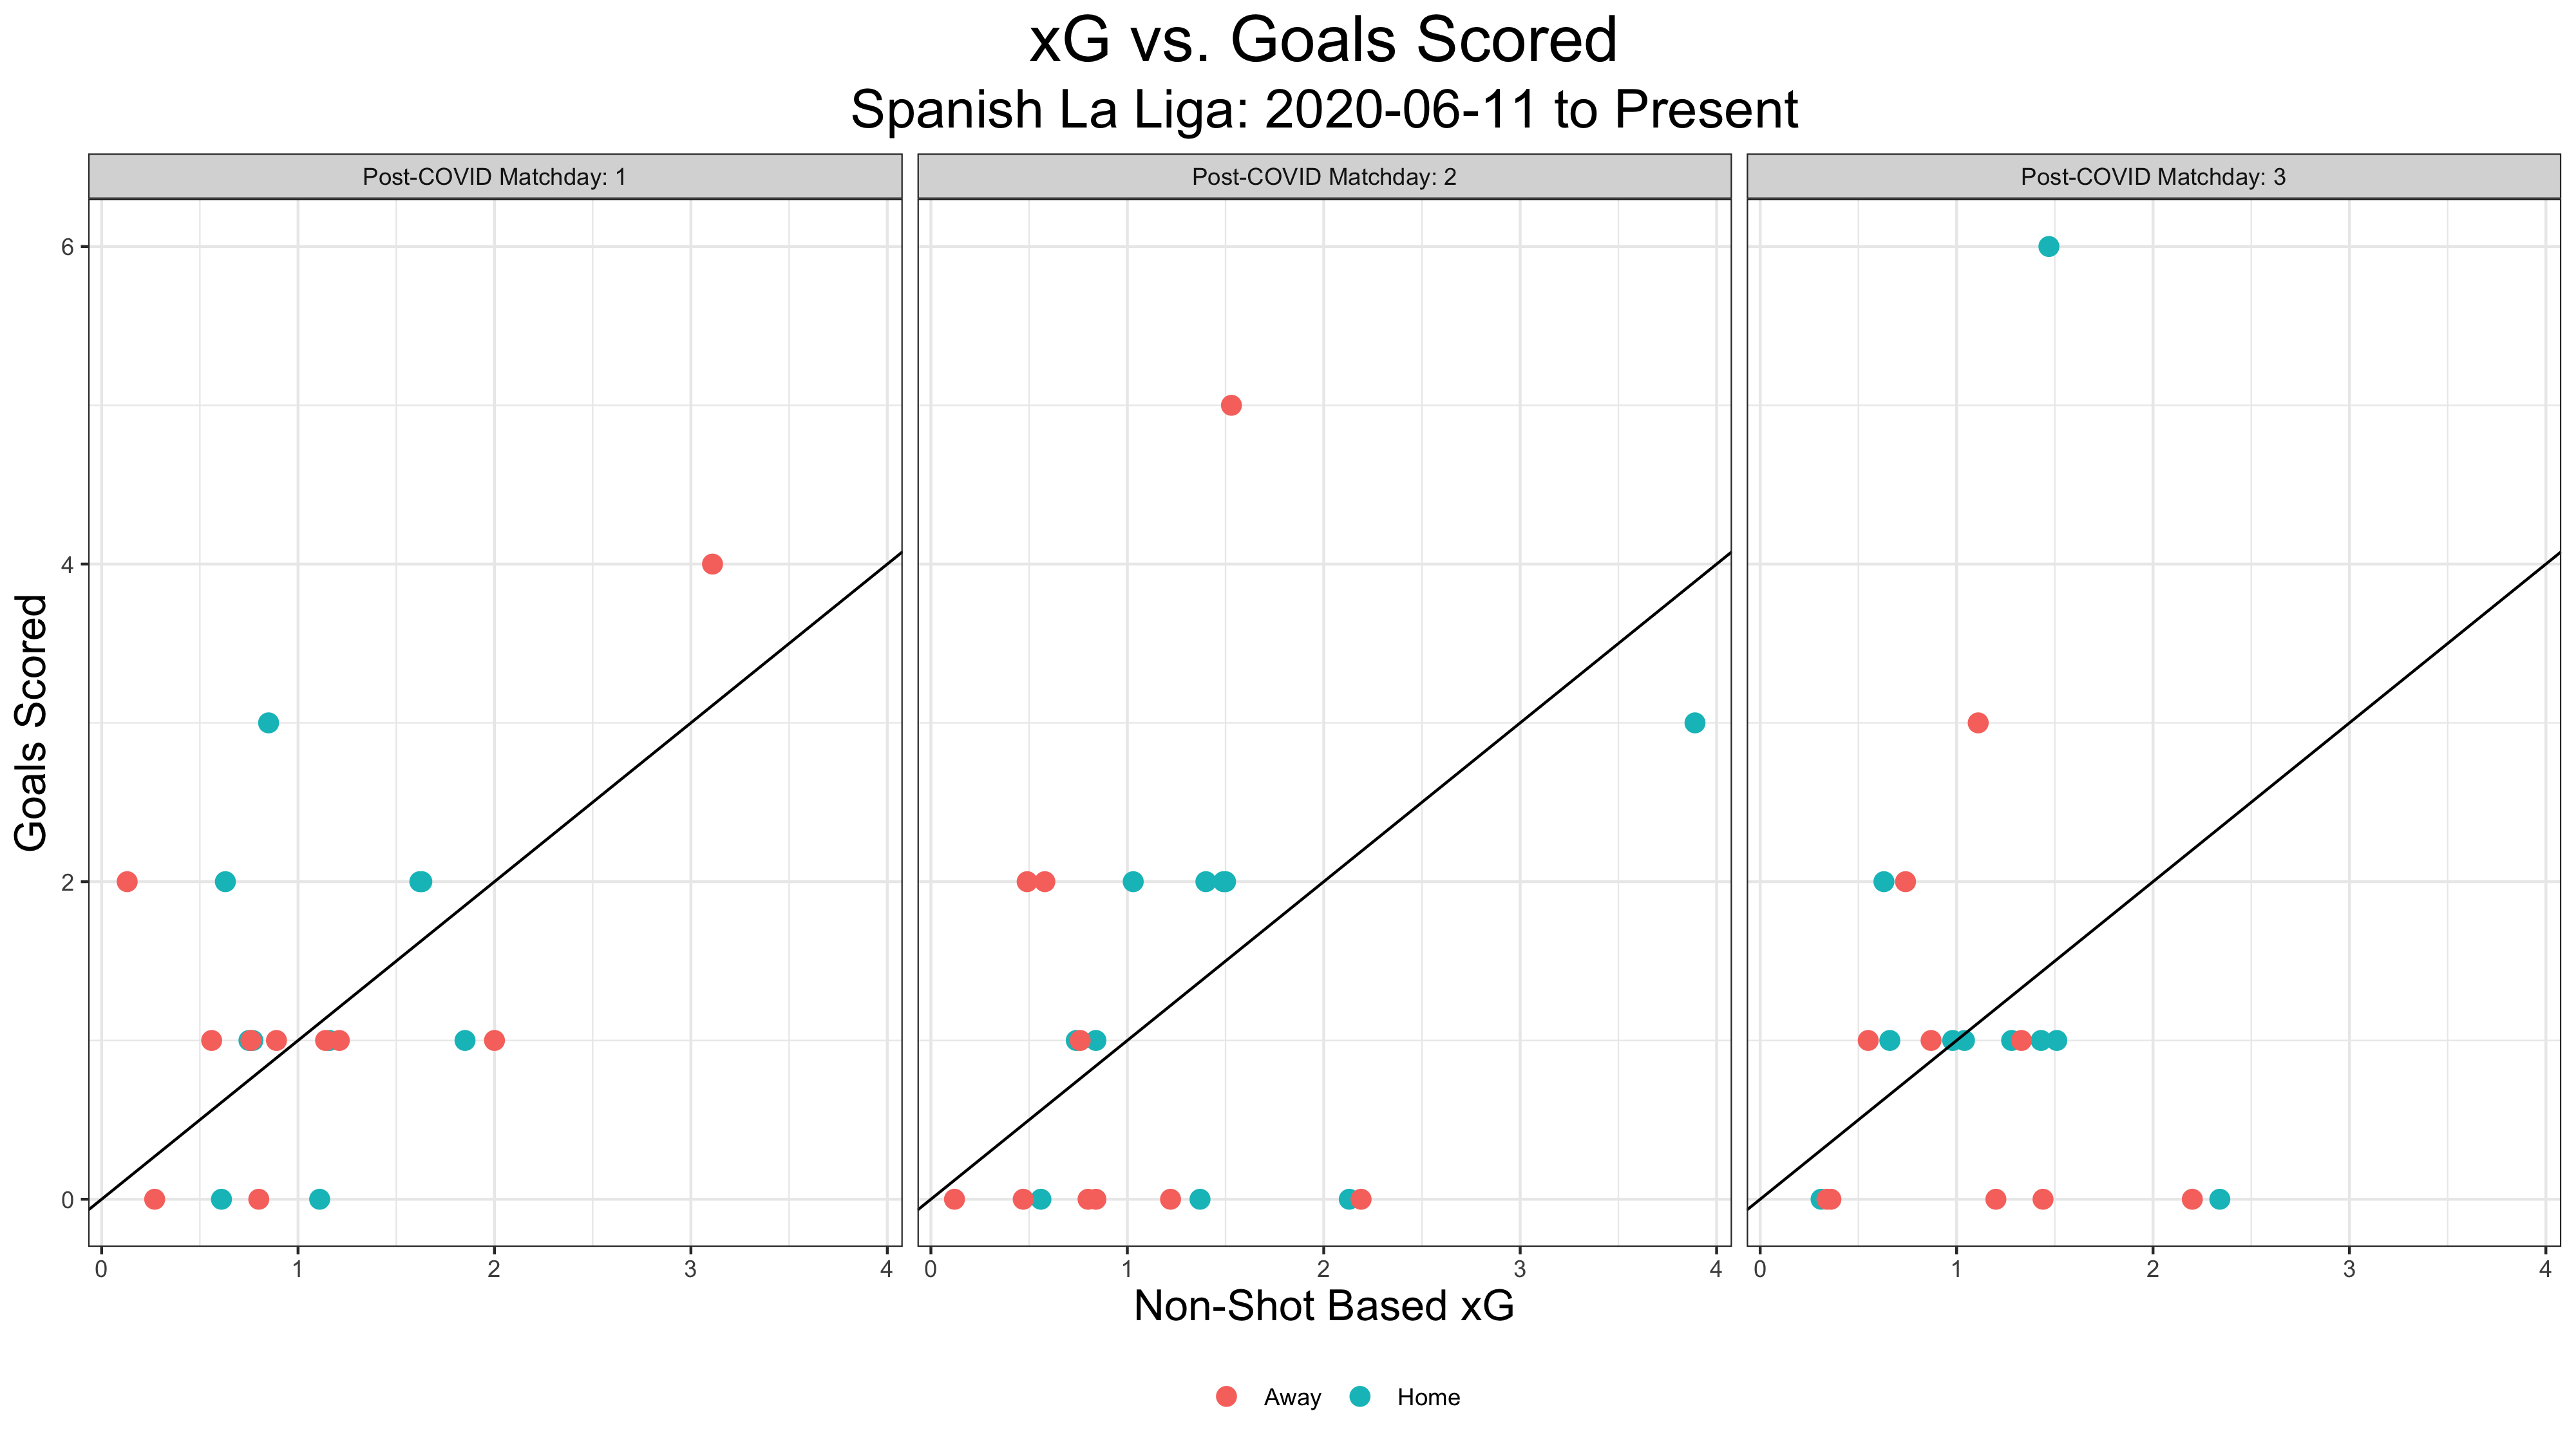 xG vs. Goals Scored
Spanish La Liga: 2020-06-11 to Present
Post-COVID Matchday: 1
Post-COVID Matchday: 2
Post-COVID Matchday: 3
Goals Scored
6
4
2
0
0 1 2 3 4
0 1 2 3 4
0 1 2 3 4
Non-Shot Based xG
Away
Home